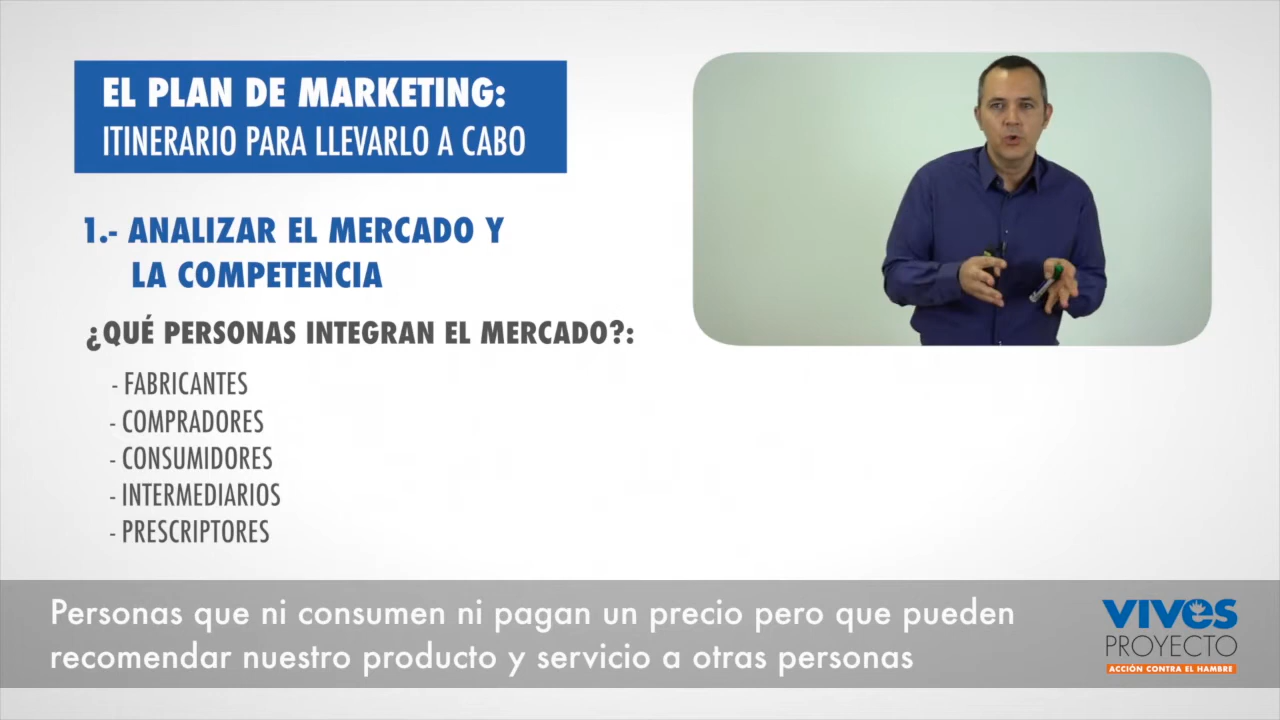 EL PLAN DE MARKETING:
ITINERARIO PARA LLEVARLO A CABO
1.- ANALIZAR EL MERCADO Y
LA COMPETENCIA
¿QUÉ PERSONAS INTEGRAN EL MERCADO?:
- FABRICANTES
- COMPRADORES
- CONSUMIDORES
- INTERMEDIARIOS
- PRESCRIPTORES
Personas que ni consumen ni pagan un precio pero que pueden
recomendar nuestro producto y servicio a otras personas
VIVES
PROYECTO
ACCIÓN CONTRA EL HAMBRE